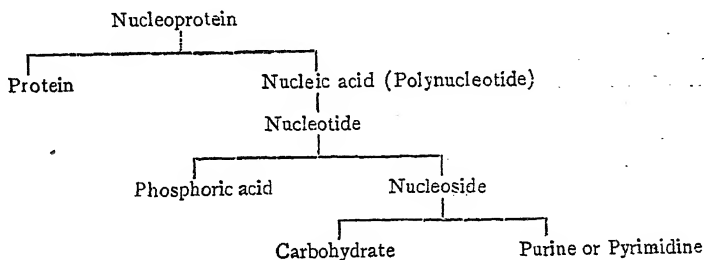 Nucleoprotein
Protein Nucleic acid (Polynucleotide)
Nucleotide
Phosphoric acid Nucleoside
Carbohydrate Purine or Pyrimidine